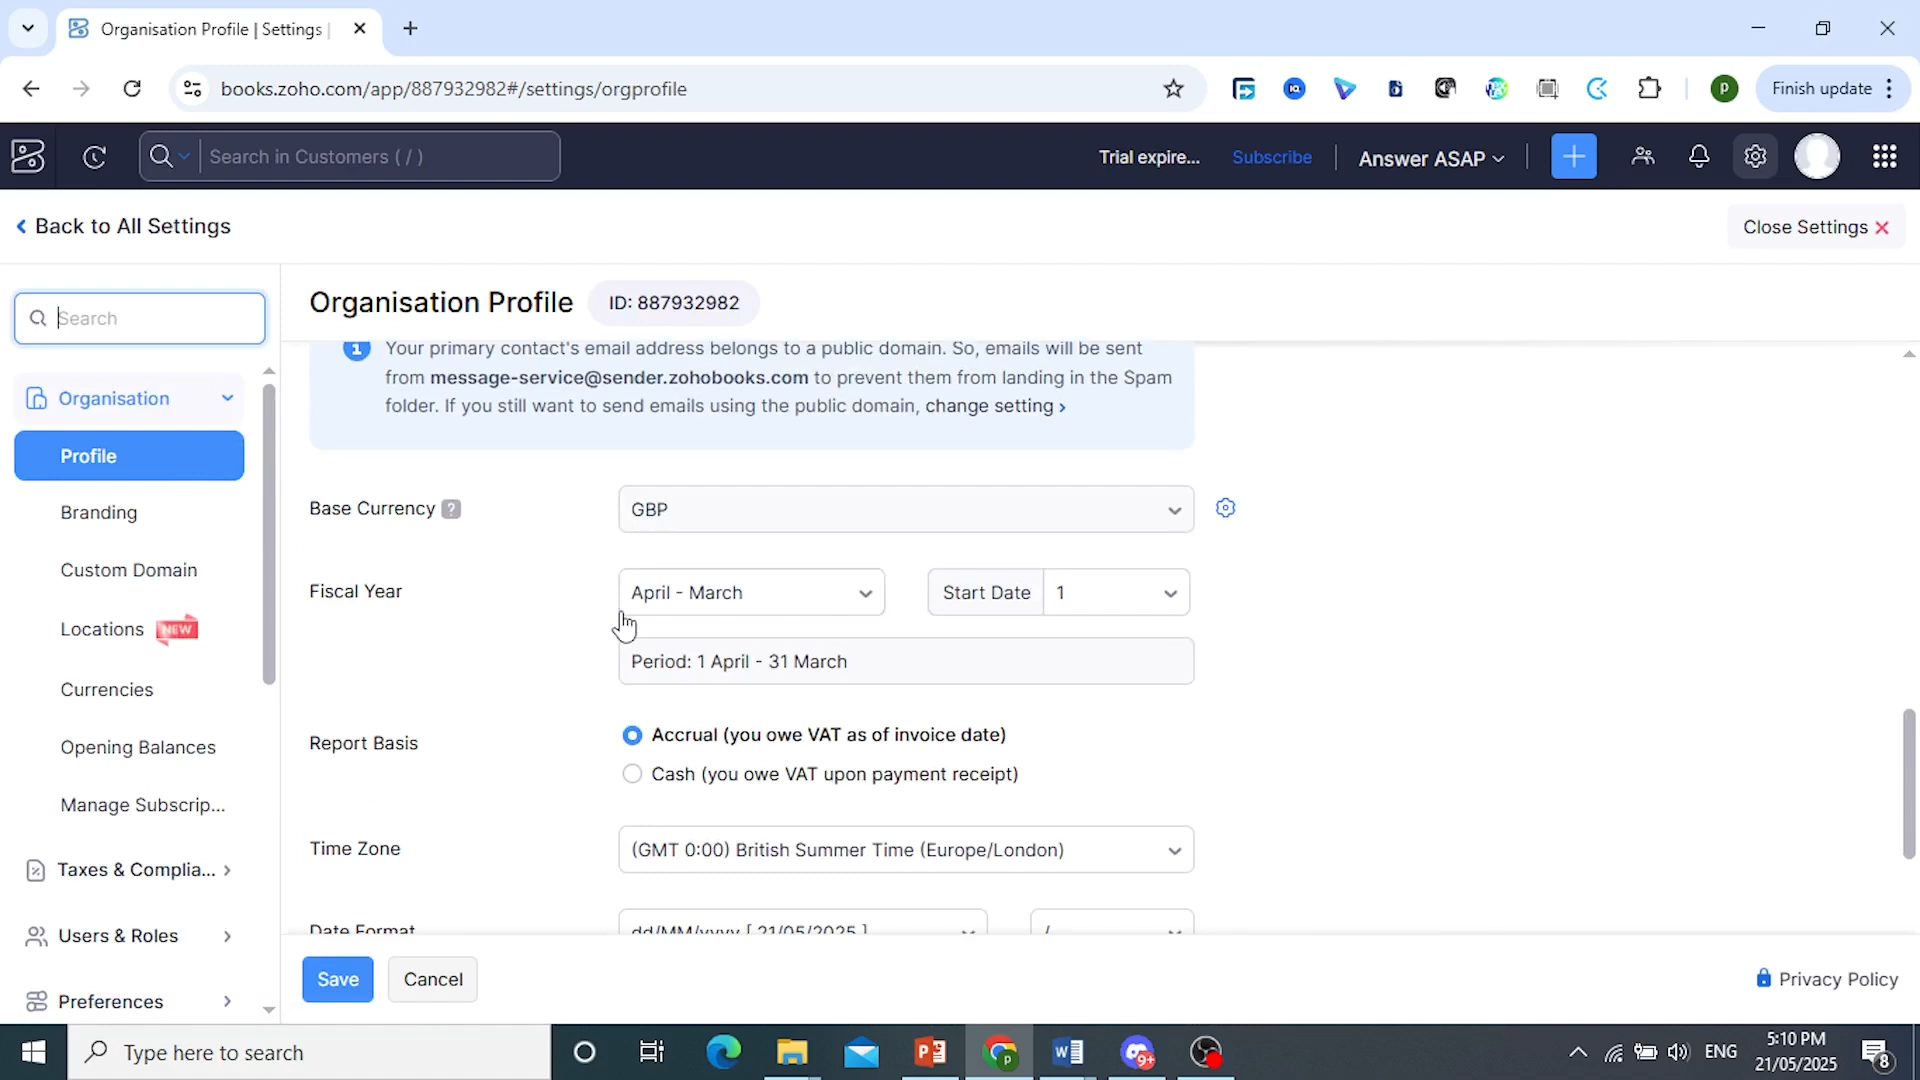 Organisation Profile | Settings |
books.zoho.com/app/887932982#/settings/orgprofile
Finish update
Search in Customers ( / )
Trial expire...
Subscribe
Answer ASAP
Back to All Settings
Close Settings
Search
Organisation
Profile
Branding
Custom Domain
Locations NEW
Currencies
Opening Balances
Manage Subscrip...
Taxes & Complia...
Users & Roles
Preferences
Organisation Profile ID: 887932982
Your primary contact's email address belongs to a public domain. So, emails will be sent
from message-service@sender.zohobooks.com to prevent them from landing in the Spam
folder. If you still want to send emails using the public domain, change setting
Base Currency ? GBP
Fiscal Year April - March Start Date 1
Period: 1 April - 31 March
Report Basis Accrual (you owe VAT as of invoice date)
Cash (you owe VAT upon payment receipt)
Time Zone (GMT 0:00) British Summer Time (Europe/London)
Date Format dd/MM/yyyy [ 21/05/2025 ] /
Save Cancel
Privacy Policy
Type here to search
9+
ENG
5:10 PM
21/05/2025
8